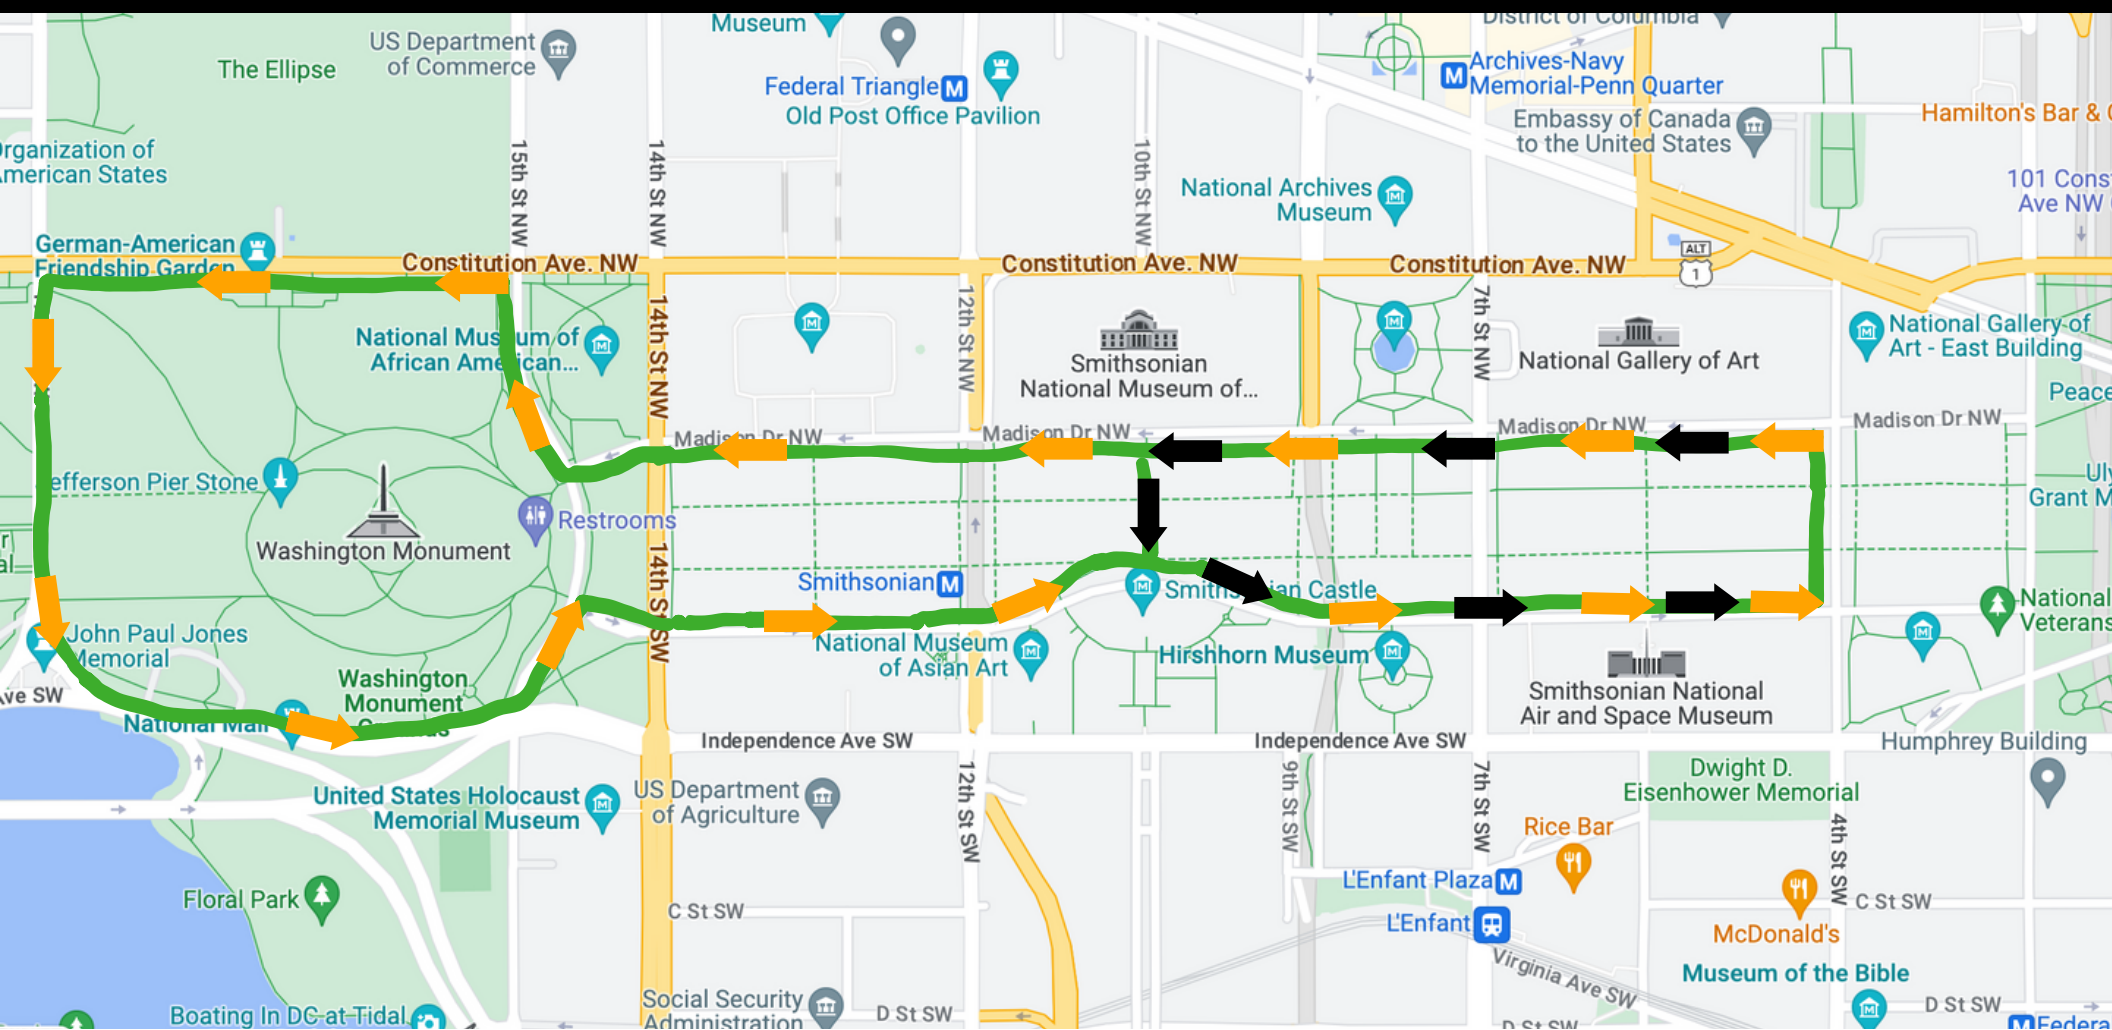 Museum
District of Columbia
US Department
of Commerce
The Ellipse
Federal Triangle M
Old Post Office Pavilion
M Archives-Navy
Memorial-Penn Quarter
Embassy of Canada
to the United States
Hamilton's Bar &
Organization of
American States
15th St NW
14th St NW
10th St NW
National Archives
Museum
101 Cons
Ave NW
German-American
Friendship Garden
Constitution Ave. NW
Constitution Ave. NW
Constitution Ave. NW
ALT
1
14th St NW
12th St NW
7th St NW
National Museum of
African American...
Smithsonian
National Museum of...
National Gallery of Art
National Gallery of
Art - East Building
Peace
Madison Dr NW
Madison Dr NW
Madison Dr NW
Madison Dr NW
Jefferson Pier Stone
Washington Monument
Restrooms
Grant M
14th St SW
Smithsonian M
Smithsonian Castle
National Museum
of Asian Art
Hirshhorn Museum
National
Veterans
John Paul Jones
Memorial
Ave SW
Washington
Monument
Grounds
National Mall
Smithsonian National
Air and Space Museum
Independence Ave SW
Independence Ave SW
Humphrey Building
12th St SW
9th St SW
7th St SW
4th St SW
Dwight D.
Eisenhower Memorial
United States Holocaust
Memorial Museum
US Department
of Agriculture
Rice Bar
L'Enfant Plaza M
L'Enfant
Floral Park
C St SW
C St SW
McDonald's
Virginia Ave SW
Museum of the Bible
Social Security
Administration
D St SW
D St SW
D St SW
Boating In DC at Tidal
M Federa